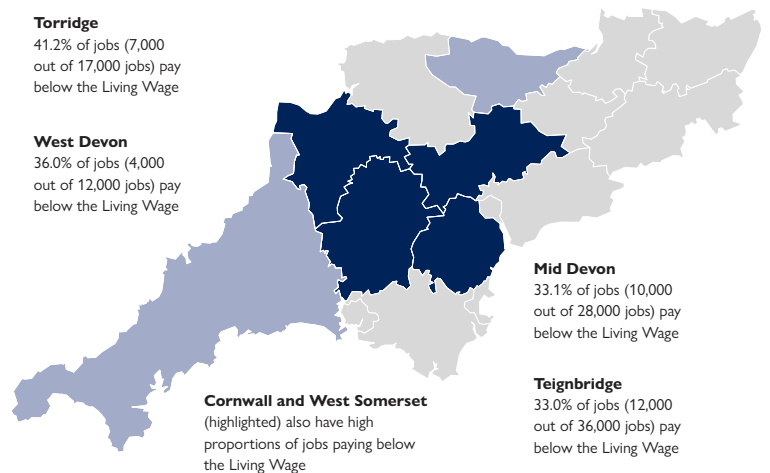 Torridge
41.2% of jobs (7,000
out of 17,000 jobs) pay
below the Living Wage
West Devon
36.0% of jobs (4,000
out of 12,000 jobs) pay
below the Living Wage
Mid Devon
33.1% of jobs (10,000
out of 28,000 jobs) pay
below the Living Wage
Teignbridge
33.0% of jobs (12,000
out of 36,000 jobs) pay
below the Living Wage
Cornwall and West Somerset
(highlighted) also have high
proportions of jobs paying below
the Living Wage